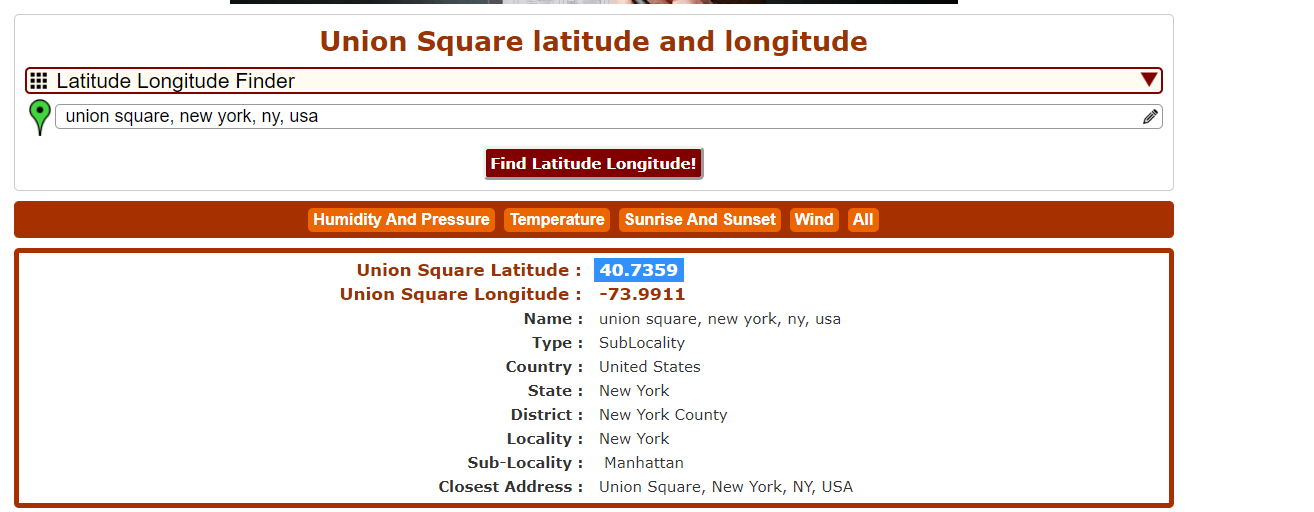 Union Square latitude and longitude
Latitude Longitude Finder
union square, new york, ny, usa
Find Latitude Longitude!
Humidity And Pressure Temperature Sunrise And Sunset Wind All
Union Square Latitude : 40.7359
Union Square Longitude : -73.9911
Name : union square, new york, ny, usa
Type : SubLocality
Country : United States
State : New York
District : New York County
Locality : New York
Sub-Locality : Manhattan
Closest Address : Union Square, New York, NY, USA